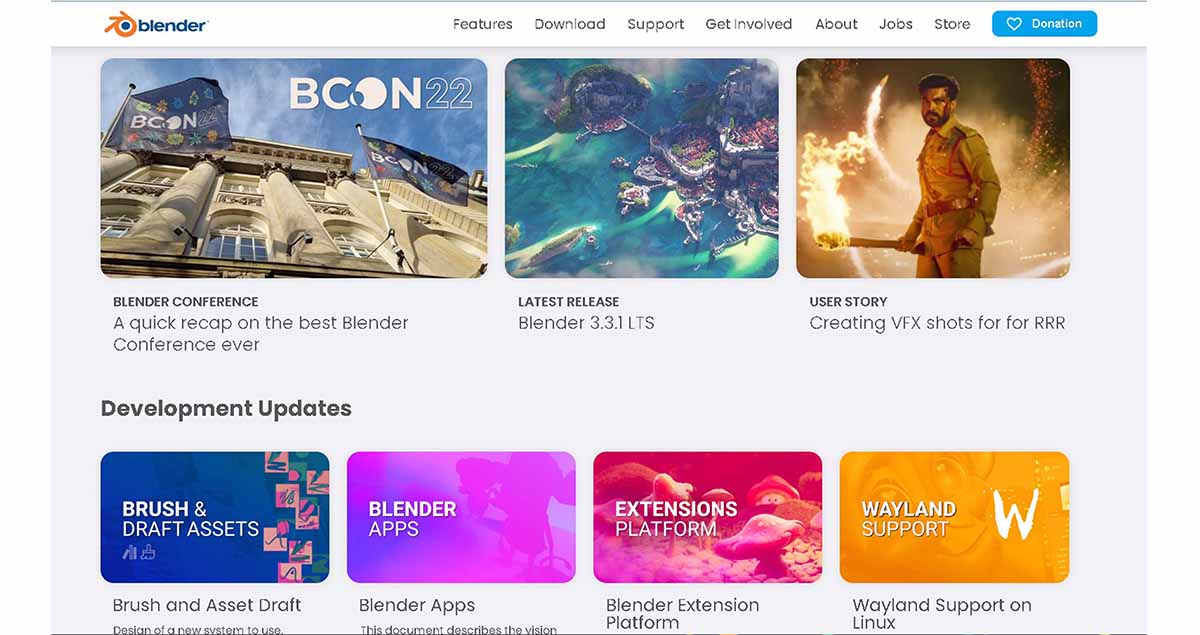 blender
Features Download Support Get Involved About Jobs Store Donation
BCON22
BCON22
BCON22
BLENDER CONFERENCE
A quick recap on the best Blender
Conference ever
LATEST RELEASE
Blender 3.3.1 LTS
USER STORY
Creating VFX shots for for RRR
Development Updates
BRUSH &
DRAFT ASSETS
BLENDER
APPS
EXTENSIONS
PLATFORM
WAYLAND
SUPPORT
Brush and Asset Draft
Design of a new system to use,
Blender Apps
This document describes the vision
Blender Extension
Platform
Wayland Support on
Linux